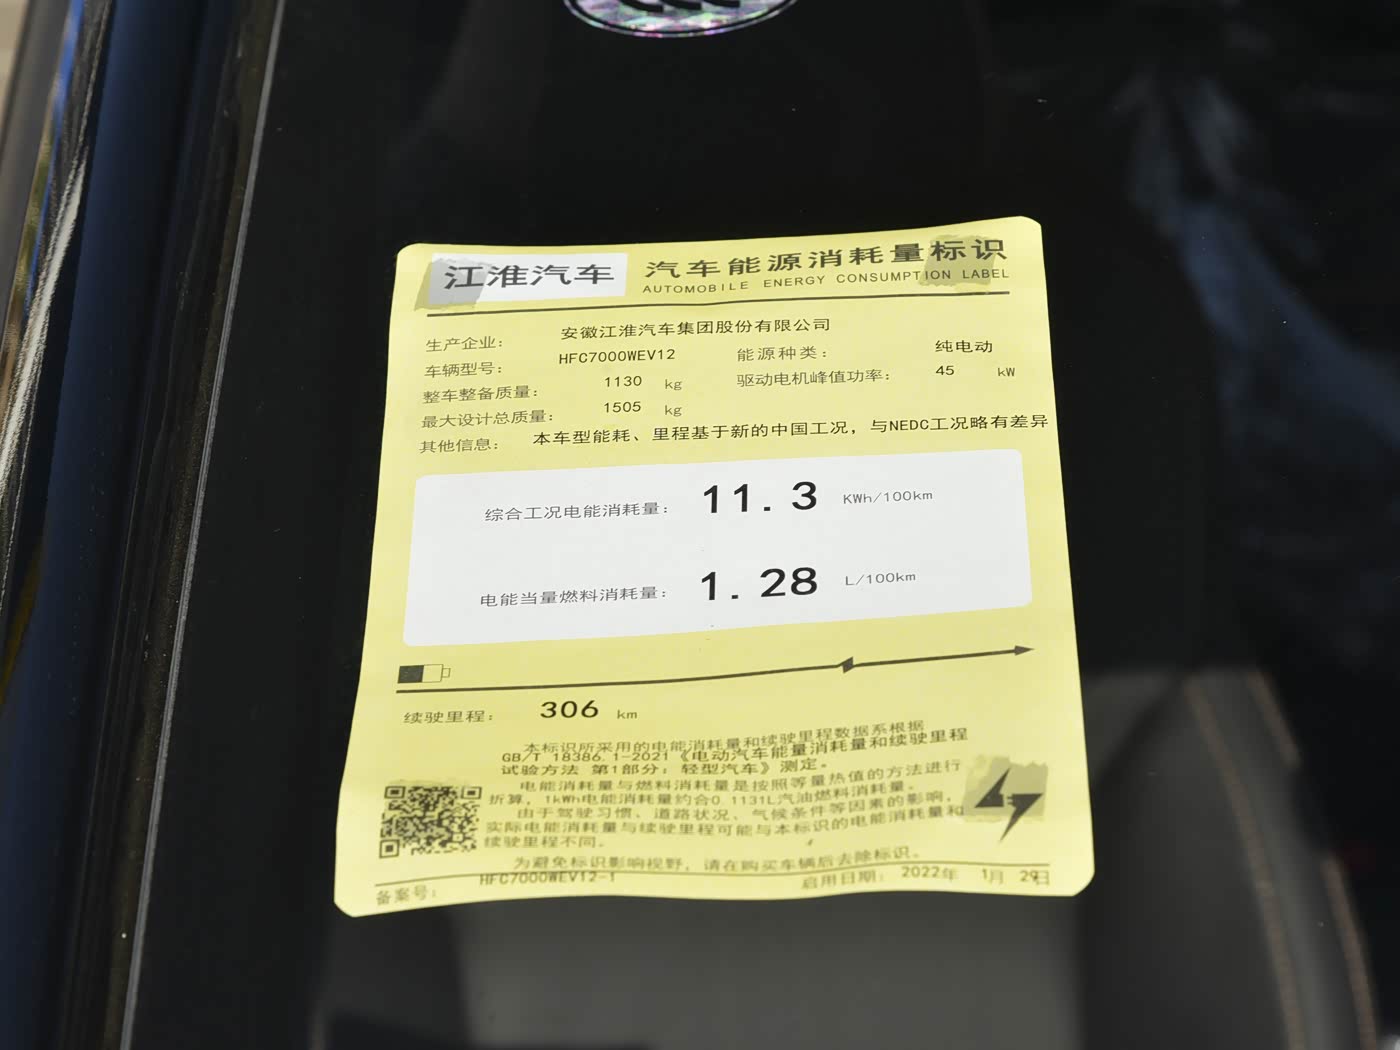 江淮汽车 汽车能源消耗量标识
AUTOMOBILE ENERGY CONSUMPTION LABEL
生产企业: 安徽江淮汽车集团股份有限公司
车辆型号: HFC7000WEV12 能源种类: 纯电动
整车整备质量: 1130 kg 驱动电机峰值功率: 45 kW
最大设计总质量: 1505 kg
其他信息: 本车型能耗、里程基于新的中国工况,与NEDC工况略有差异
综合工况电能消耗量: 11.3 KWh/100km
电能当量燃料消耗量: 1.28 L/100km
续驶里程: 306 km
本标识所采用的电能消耗量和续驶里程数据系根据
GB/T 18386.1-2021《电动汽车能量消耗量和续驶里程
试验方法 第1部分:轻型汽车》测定。
电能消耗量与燃料消耗量是按照等量热值的方法进行
折算,1kWh电能消耗量约合0.1131L汽油燃料消耗量。
由于驾驶习惯、道路状况、气候条件等因素的影响,
实际电能消耗量与续驶里程可能与本标识的电能消耗量和
续驶里程不同。
为避免标识影响视野,请在购买车辆后去除标识。
备案号: HFC7000WEV12-1 启用日期: 2022年 1月 29日